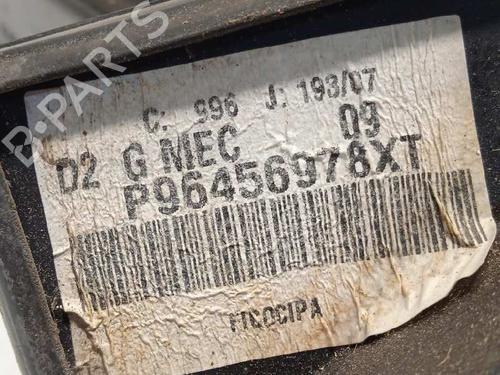 B-PARTS
C: 996 J: 193/07
D2 G MEC 09
P96456978XT
FICOCIPA